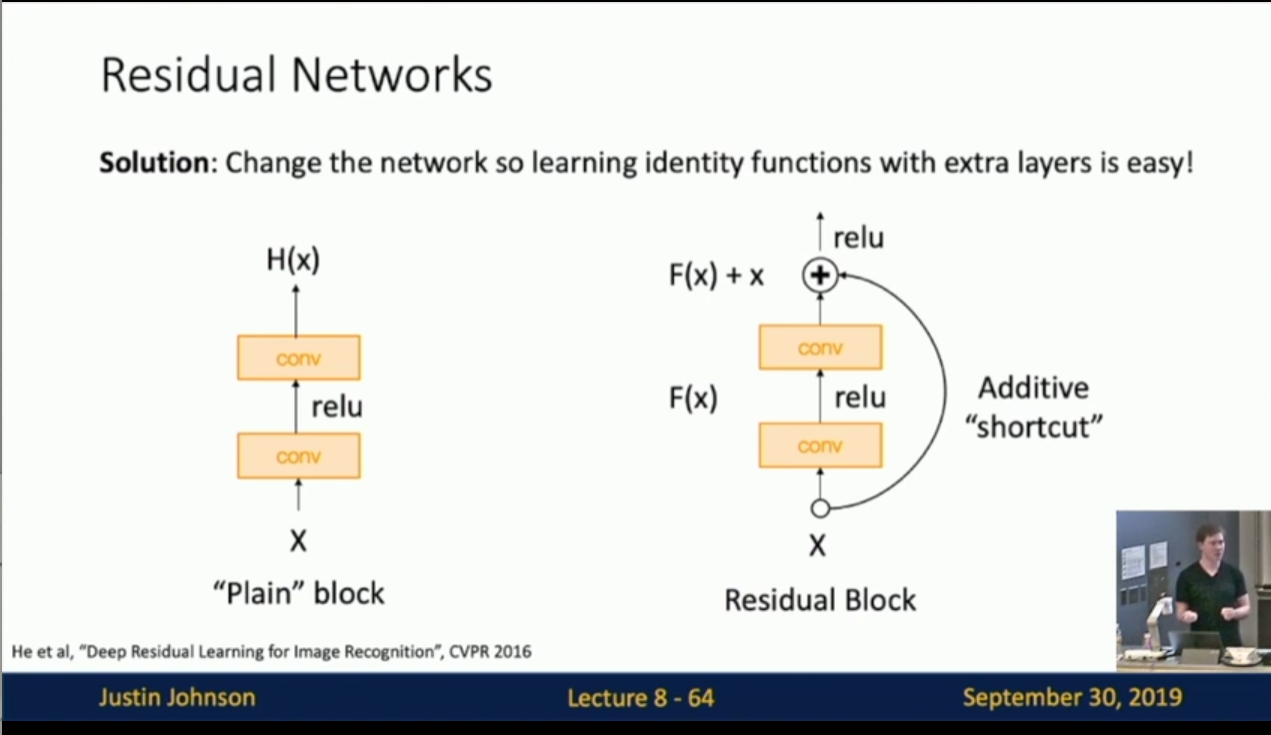 Residual Networks
Solution: Change the network so learning identity functions with extra layers is easy!
H(x)
conv
relu
conv
X
“Plain” block
relu
F(x) + x
+
conv
F(x)
relu
conv
X
Residual Block
Additive
“shortcut”
He et al, “Deep Residual Learning for Image Recognition”, CVPR 2016
Justin Johnson
Lecture 8 - 64
September 30, 2019